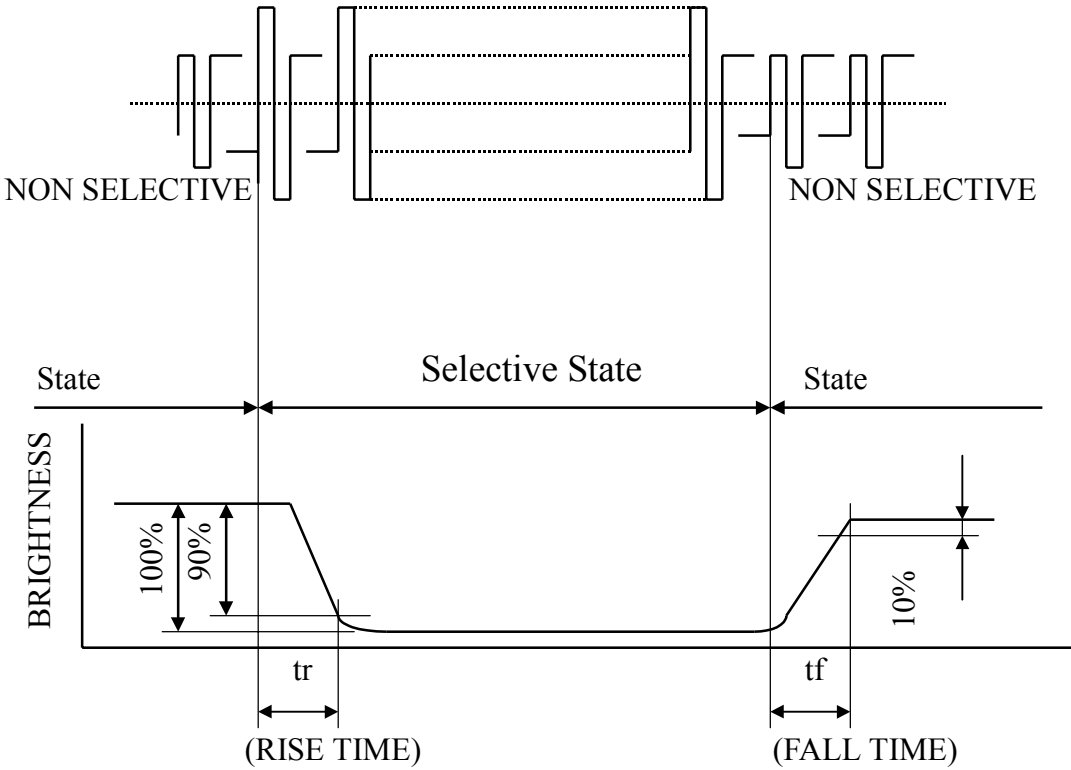 NON SELECTIVE
NON SELECTIVE
State
Selective State
State
BRIGHTNESS
100%
90%
10%
tr
tf
(RISE TIME)
(FALL TIME)